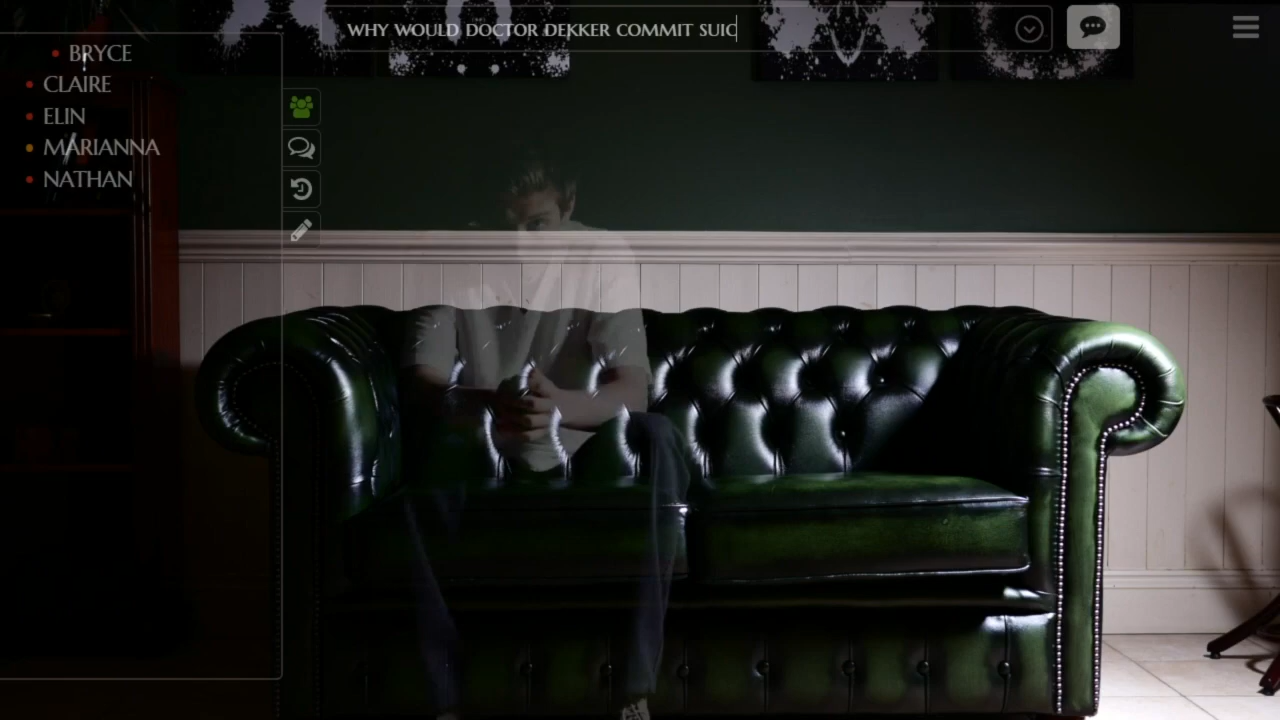 WHY WOULD DOCTOR DEKKER COMMIT SUIC
BRYCE
CLAIRE
ELIN
MARIANNA
NATHAN